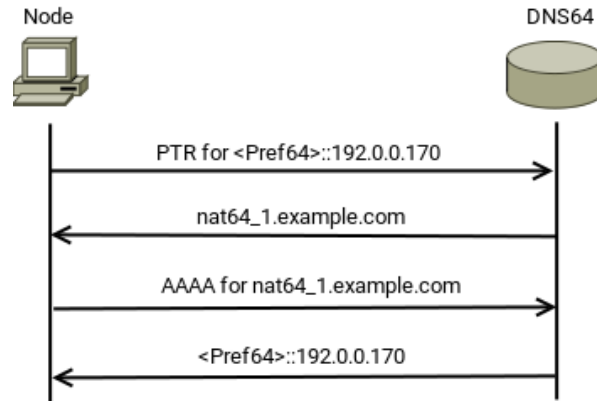 Node
DNS64
PTR for <Pref64>::192.0.0.170
nat64_1.example.com
AAAA for nat64_1.example.com
<Pref64>::192.0.0.170